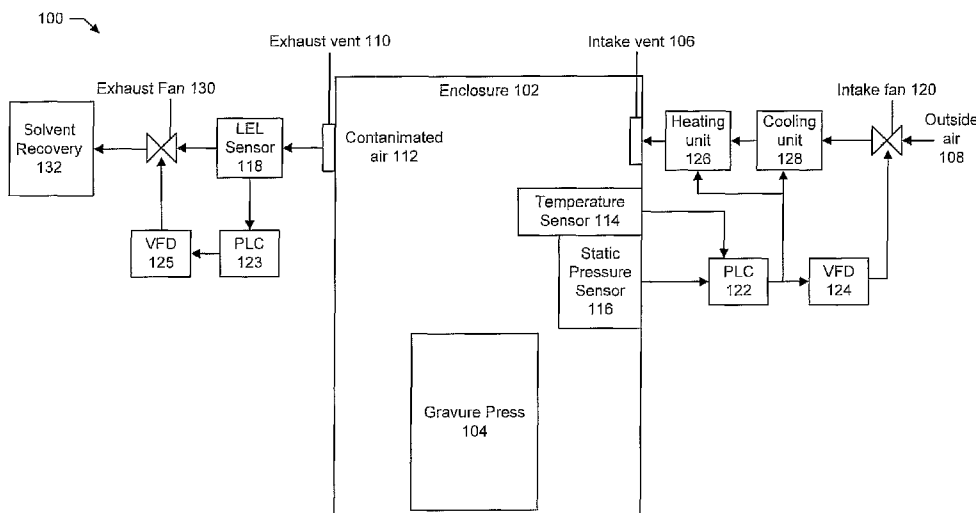 100
Exhaust vent 110
Intake vent 106
Exhaust Fan 130
Enclosure 102
Intake fan 120
Solvent
Recovery
132
LEL
Sensor
118
Contanimated
air 112
Heating
unit
126
Cooling
unit
128
Outside
air
108
Temperature
Sensor 114
VFD
125
PLC
123
Static
Pressure
Sensor
116
PLC
122
VFD
124
Gravure Press
104